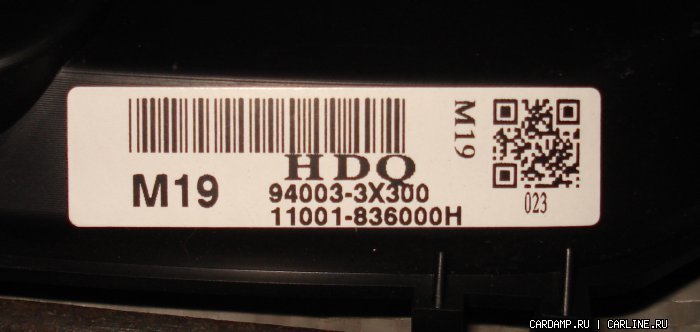 HDQ
M19
94003-3X300
11001-836000H
M19
023
CARDAMP.RU | CARLINE.RU